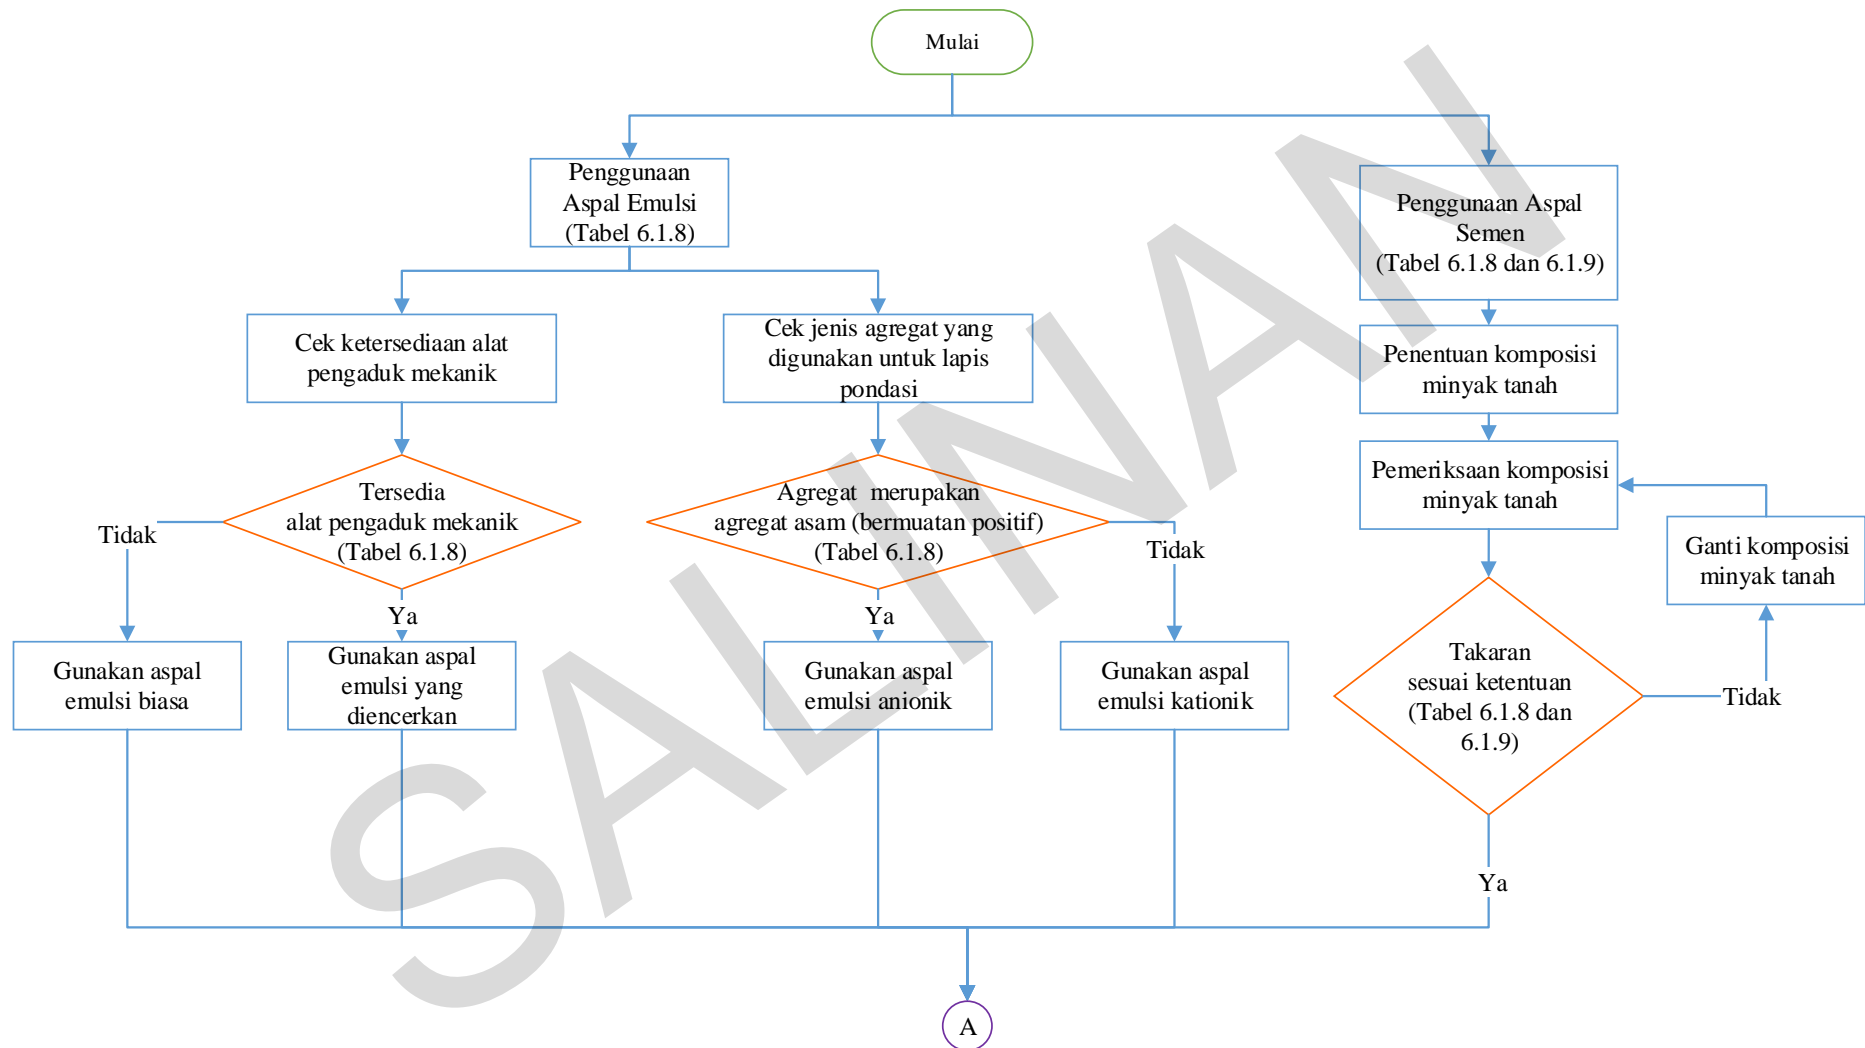 Mulai
Penggunaan
Aspal Emulsi
(Tabel 6.1.8)
Penggunaan Aspal
Semen
(Tabel 6.1.8 dan 6.1.9)
Cek ketersediaan alat
pengaduk mekanik
Cek jenis agregat yang
digunakan untuk lapis
pondasi
Penentuan komposisi
minyak tanah
Pemeriksaan komposisi
minyak tanah
Tersedia
alat pengaduk mekanik
(Tabel 6.1.8)
Tidak
Ya
Agregat merupakan
agregat asam (bermuatan positif)
(Tabel 6.1.8)
Tidak
Ya
Ganti komposisi
minyak tanah
Gunakan aspal
emulsi biasa
Gunakan aspal
emulsi yang
diencerkan
Gunakan aspal
emulsi anionik
Gunakan aspal
emulsi kationik
Takaran
sesuai ketentuan
(Tabel 6.1.8 dan
6.1.9)
Tidak
Ya
A
SALINAN